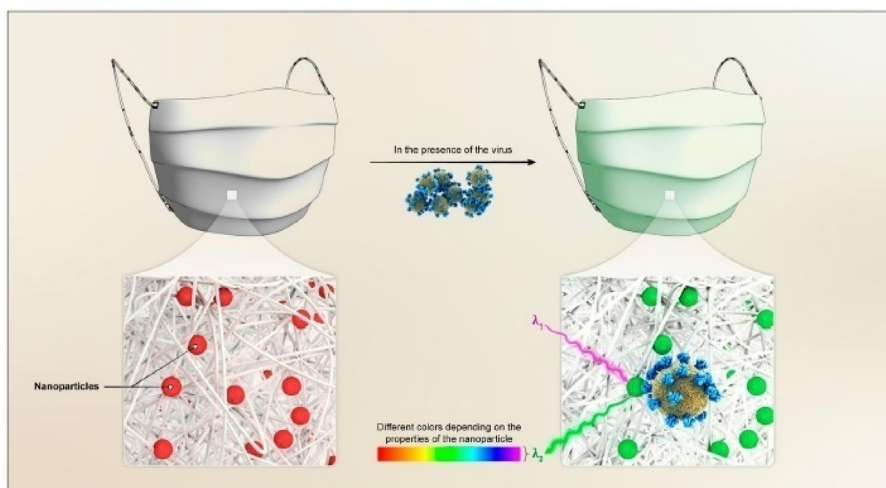 In the presence of the virus
λ1
Nanoparticles
Different colors depending on the
properties of the nanoparticle
λ2